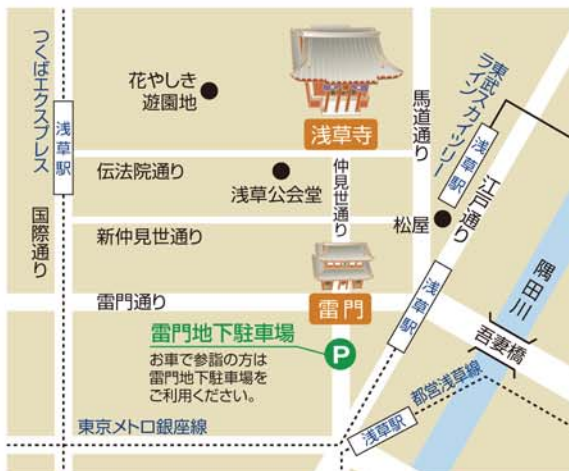 つくばエクスプレス
浅草駅
国際通り
花やしき
遊園地
浅草寺
馬道通り
東武スカイツリー
ライン
浅草駅
江戸通り
伝法院通り
浅草公会堂
仲見世通り
松屋
新仲見世通り
浅草駅
隅田川
雷門通り
雷門
吾妻橋
雷門地下駐車場
P
お車で参詣の方は
雷門地下駐車場を
ご利用ください。
都営浅草線
浅草駅
東京メトロ銀座線